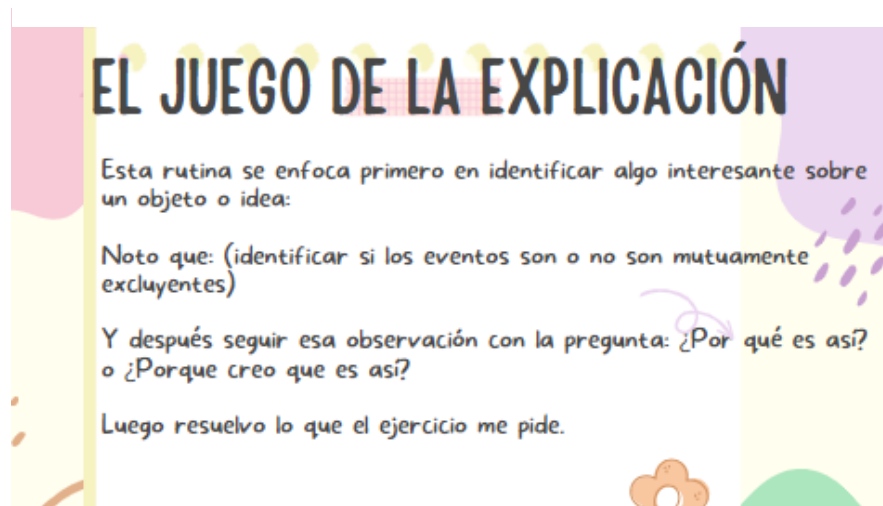 EL JUEGO DE LA EXPLICACIÓN
Esta rutina se enfoca primero en identificar algo interesante sobre
un objeto o idea:
Noto que: (identificar si los eventos son o no son mutuamente
excluyentes)
Y después seguir esa observación con la pregunta: ¿Por qué es así?
o ¿Porque creo que es así?
Luego resuelvo lo que el ejercicio me pide.